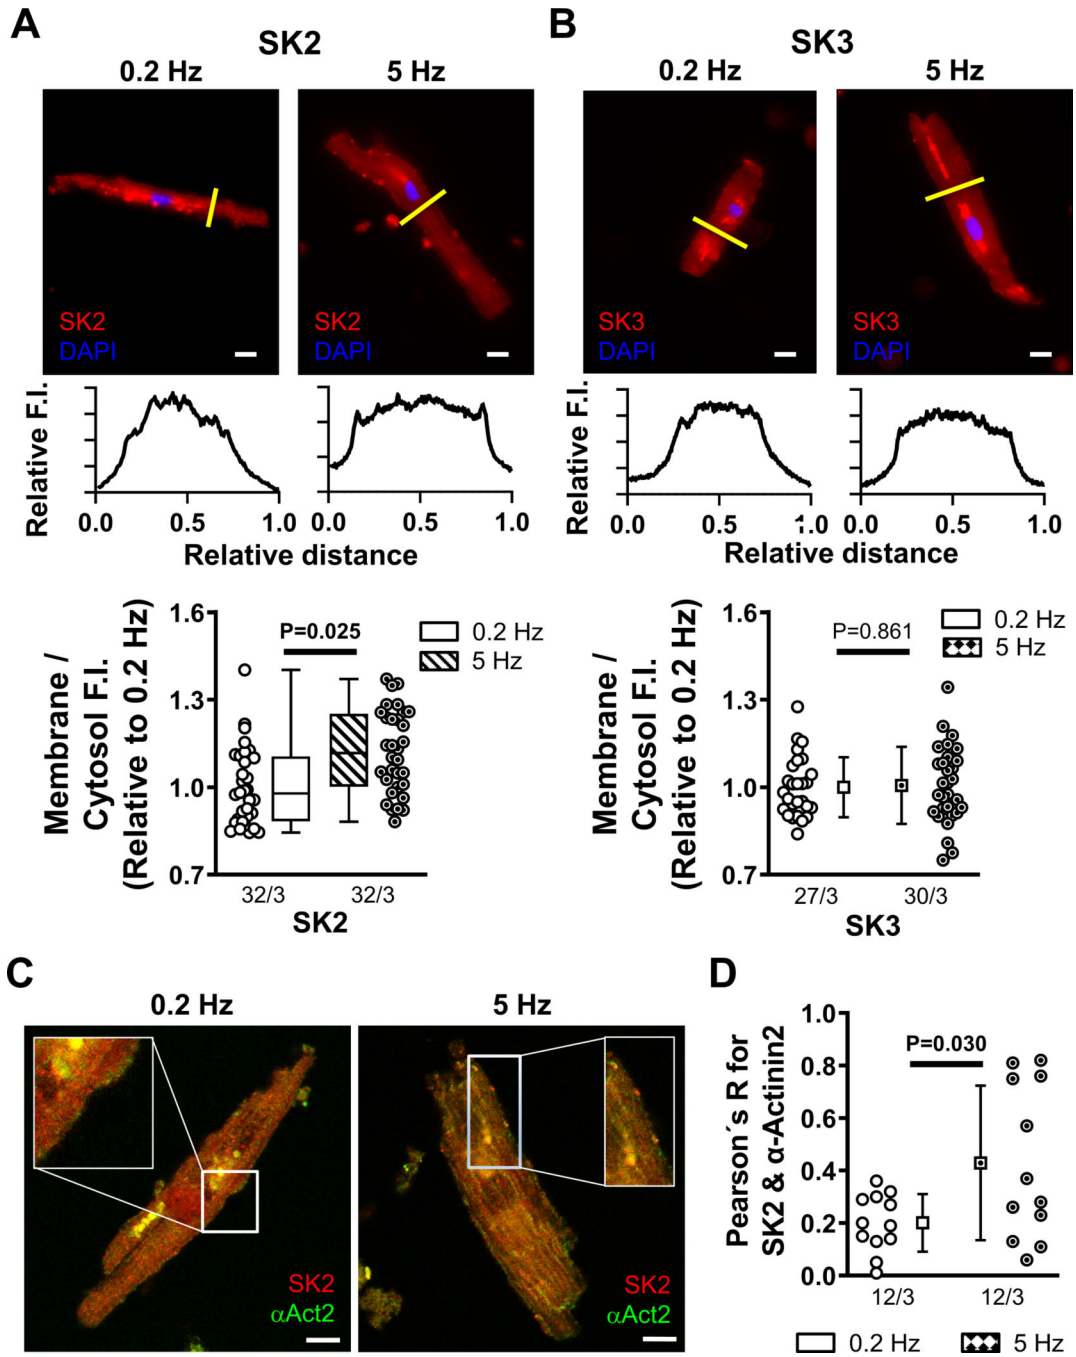 A
SK2
0.2 Hz
5 Hz
SK2
DAPI
SK2
DAPI
Relative F.I.
0.0
0.5
1.0
0.0
0.5
1.0
Relative distance
Membrane /
Cytosol F.I.
(Relative to 0.2 Hz)
1.6
1.3
1.0
0.7
P=0.025
0.2 Hz
5 Hz
32/3
32/3
SK2
B
SK3
0.2 Hz
5 Hz
SK3
DAPI
SK3
DAPI
Relative F.I.
0.0
0.5
1.0
0.0
0.5
1.0
Relative distance
Membrane /
Cytosol F.I.
(Relative to 0.2 Hz)
1.6
1.3
1.0
0.7
P=0.861
0.2 Hz
5 Hz
27/3
30/3
SK3
C
0.2 Hz
5 Hz
SK2
αAct2
SK2
αAct2
D
Pearson´s R for
SK2 & α-Actinin2
1.0
0.8
0.6
0.4
0.2
0.0
P=0.030
12/3
12/3
0.2 Hz
5 Hz